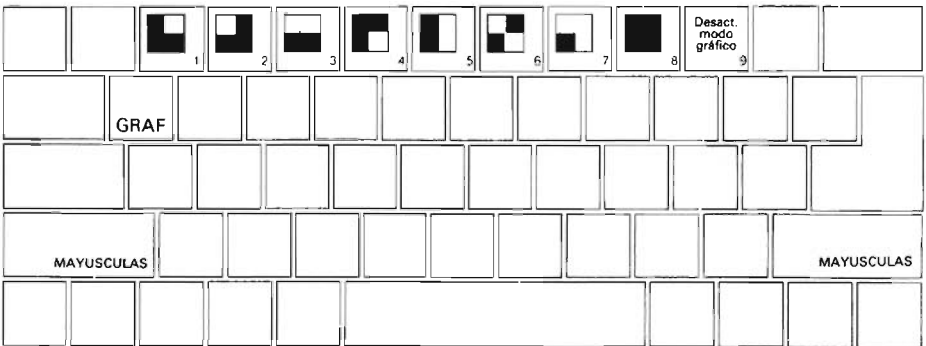 Desact.
modo
gráfico
1 2 3 4 5 6 7 8 9
GRAF
MAYUSCULAS MAYUSCULAS